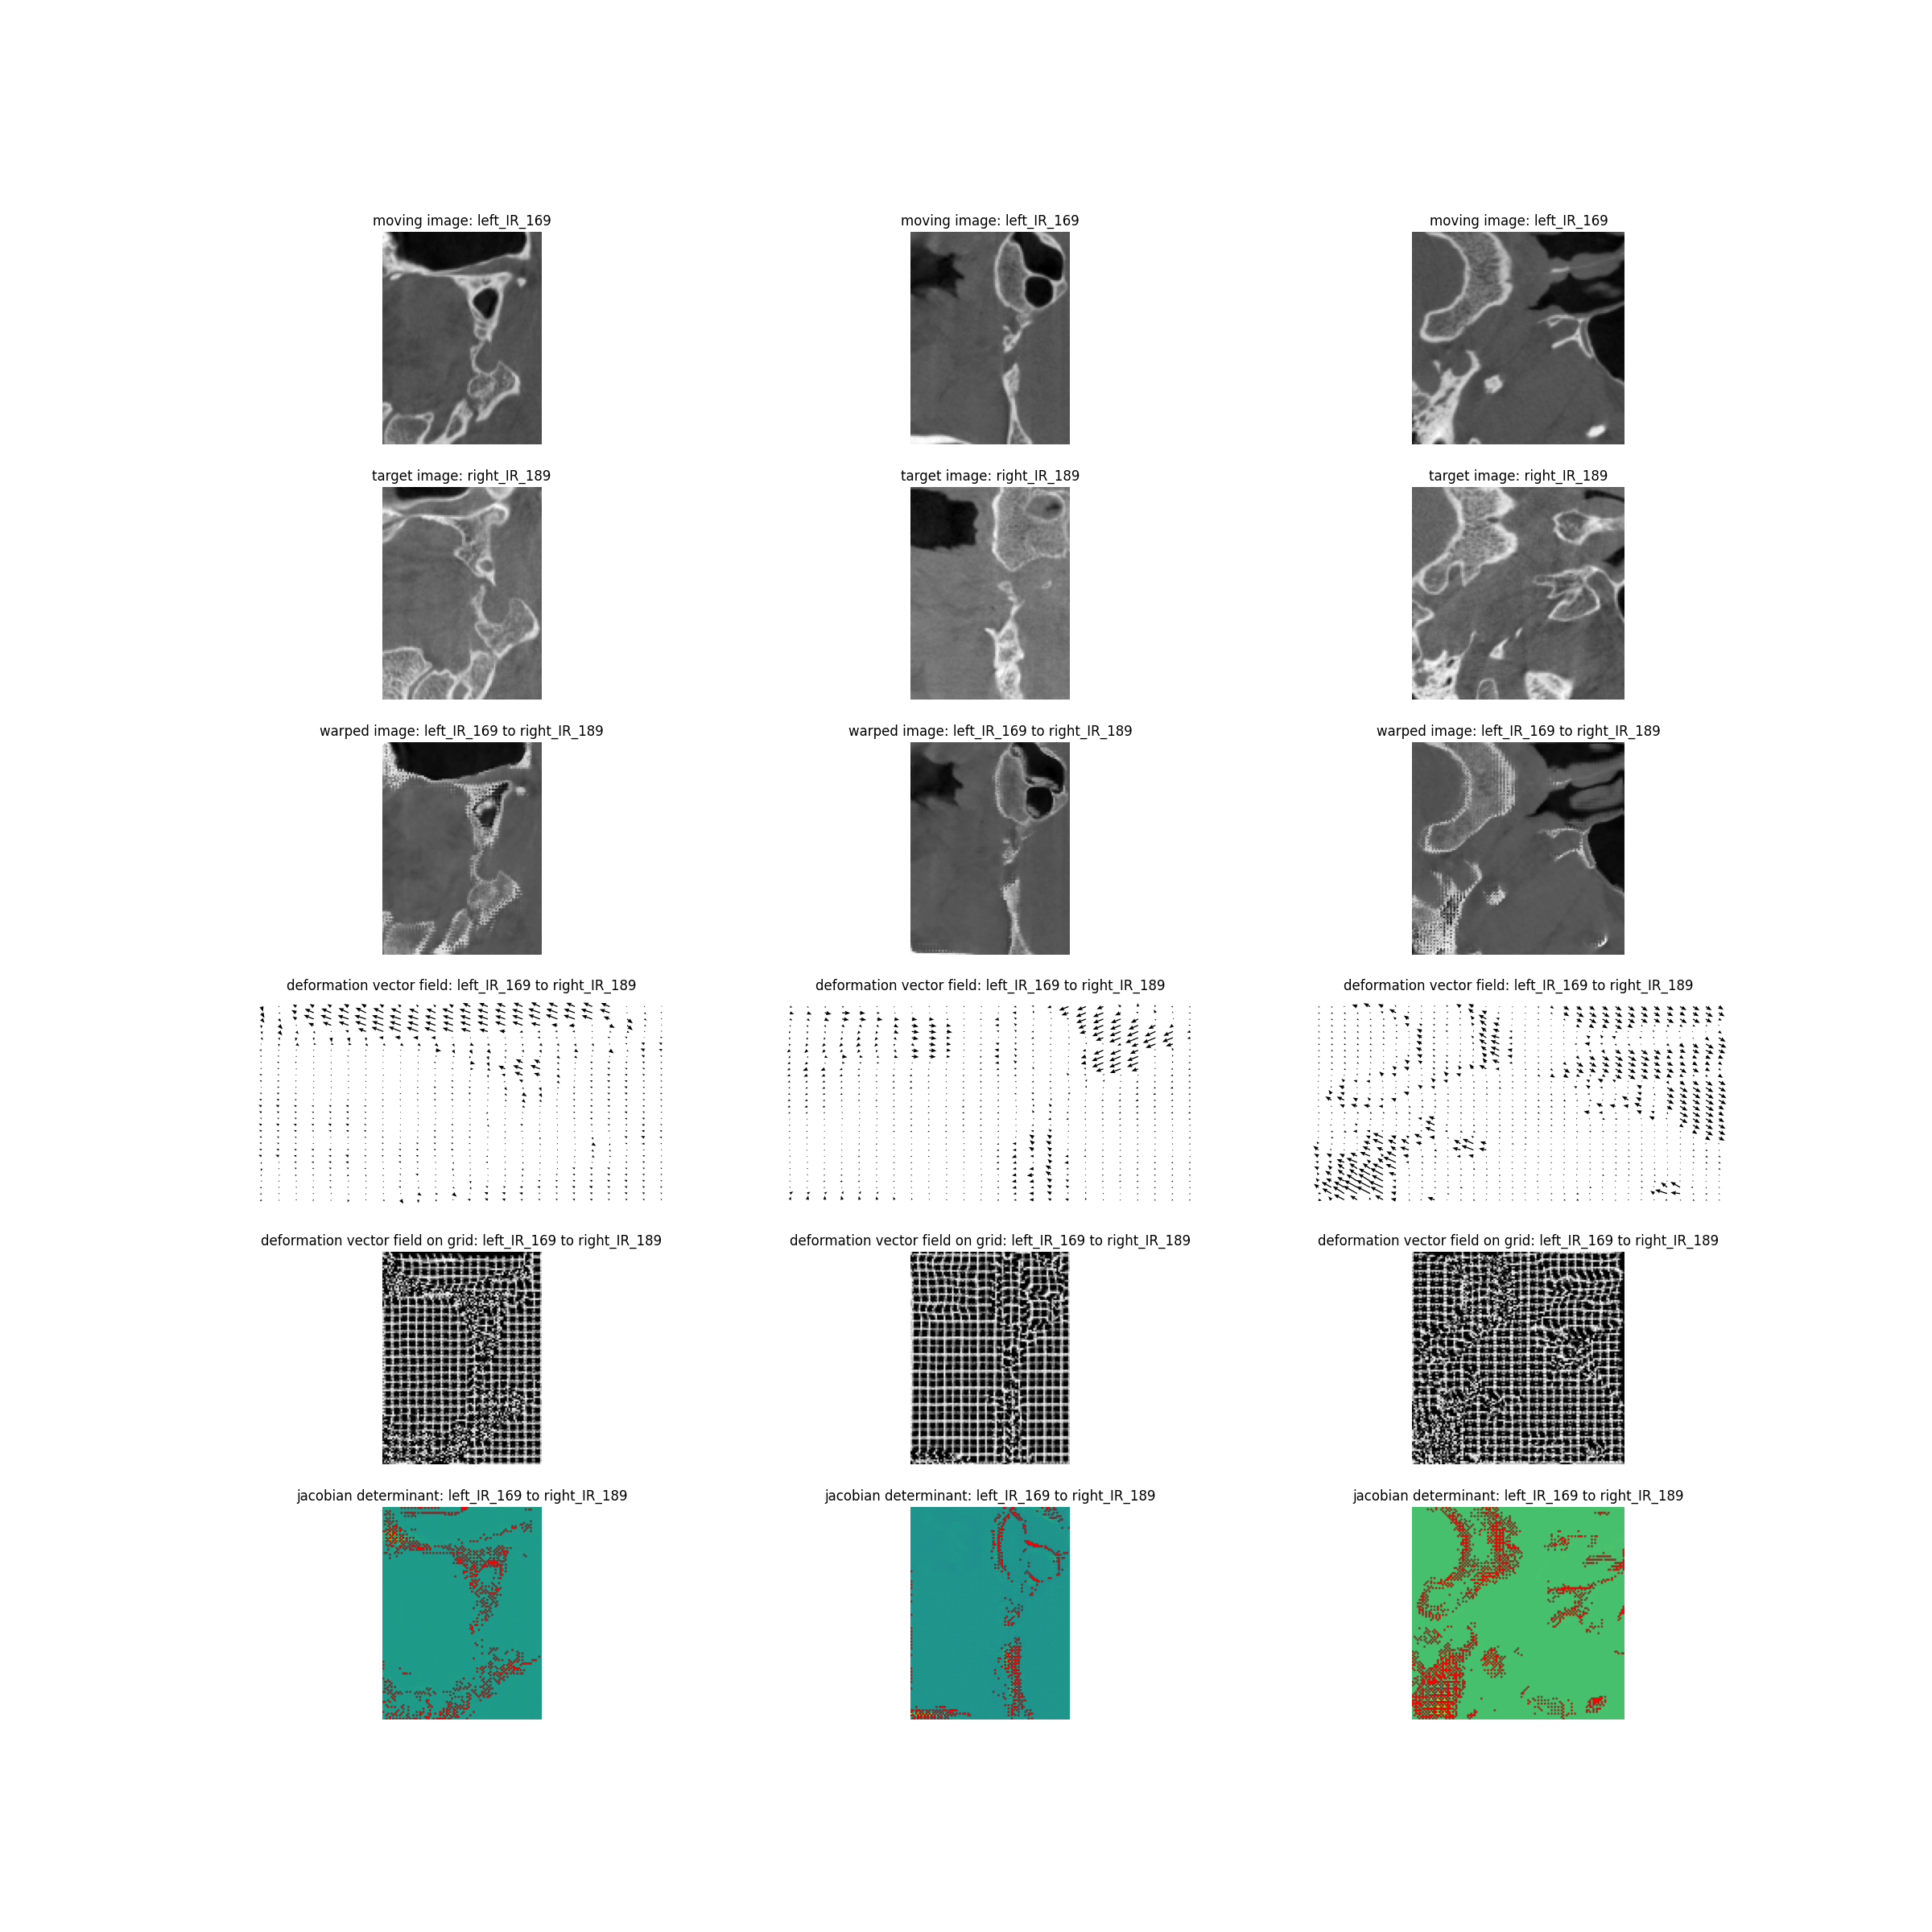 moving image: left_IR_169
moving image: left_IR_169
moving image: left_IR_169
target image: right_IR_189
target image: right_IR_189
target image: right_IR_189
warped image: left_IR_169 to right_IR_189
warped image: left_IR_169 to right_IR_189
warped image: left_IR_169 to right_IR_189
deformation vector field: left_IR_169 to right_IR_189
deformation vector field: left_IR_169 to right_IR_189
deformation vector field: left_IR_169 to right_IR_189
deformation vector field on grid: left_IR_169 to right_IR_189
deformation vector field on grid: left_IR_169 to right_IR_189
deformation vector field on grid: left_IR_169 to right_IR_189
jacobian determinant: left_IR_169 to right_IR_189
jacobian determinant: left_IR_169 to right_IR_189
jacobian determinant: left_IR_169 to right_IR_189